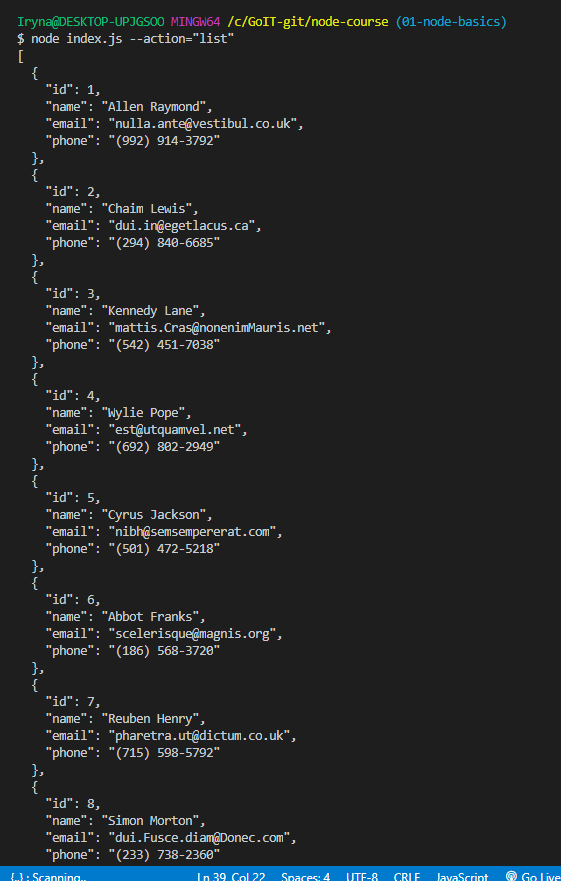 Iryna@DESKTOP-UPJGSOO MINGW64 /c/GoIT-git/node-course (01-node-basics)
$ node index.js --action="list"
[
  {
    "id": 1,
    "name": "Allen Raymond",
    "email": "nulla.ante@vestibul.co.uk",
    "phone": "(992) 914-3792"
  },
  {
    "id": 2,
    "name": "Chaim Lewis",
    "email": "dui.in@egetlacus.ca",
    "phone": "(294) 840-6685"
  },
  {
    "id": 3,
    "name": "Kennedy Lane",
    "email": "mattis.Cras@nonenimMauris.net",
    "phone": "(542) 451-7038"
  },
  {
    "id": 4,
    "name": "Wylie Pope",
    "email": "est@utquamvel.net",
    "phone": "(692) 802-2949"
  },
  {
    "id": 5,
    "name": "Cyrus Jackson",
    "email": "nibh@semsempererat.com",
    "phone": "(501) 472-5218"
  },
  {
    "id": 6,
    "name": "Abbot Franks",
    "email": "scelerisque@magnis.org",
    "phone": "(186) 568-3720"
  },
  {
    "id": 7,
    "name": "Reuben Henry",
    "email": "pharetra.ut@dictum.co.uk",
    "phone": "(715) 598-5792"
  },
  {
    "id": 8,
    "name": "Simon Morton",
    "email": "dui.Fusce.diam@Donec.com",
    "phone": "(233) 738-2360"
{..} : Scanning.. Ln 39, Col 22 Spaces: 4 UTF-8 CRLF JavaScript Go Live